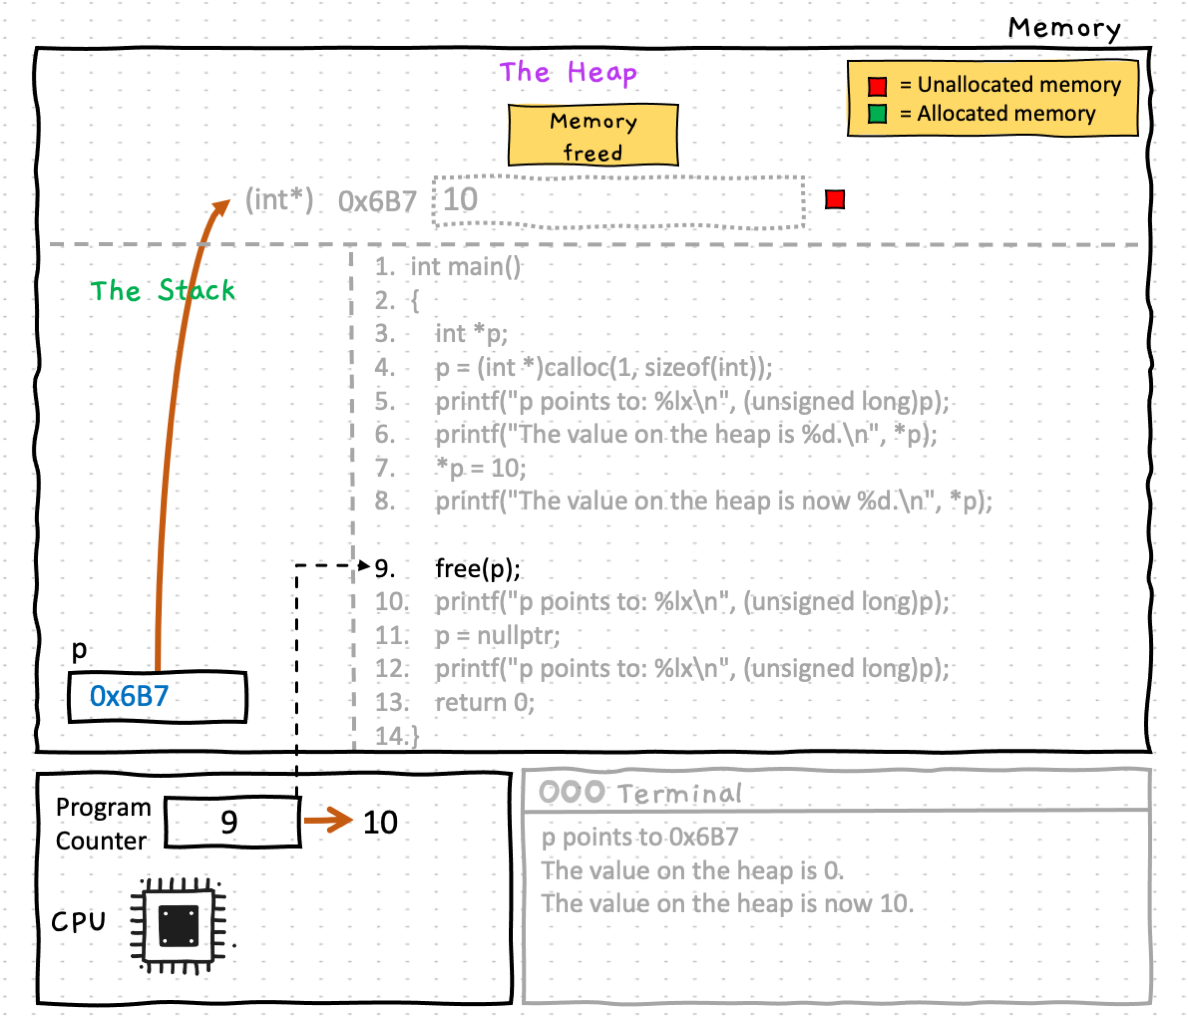 Memory
The Heap
= Unallocated memory
= Allocated memory
Memory
freed
(int*) 0x6B7 10
The Stack
1. int main()
2. {
3. int *p;
4. p = (int *)calloc(1, sizeof(int));
5. printf("p points to: %lx\n", (unsigned long)p);
6. printf("The value on the heap is %d.\n", *p);
7. *p = 10;
8. printf("The value on the heap is now %d.\n", *p);
9. free(p);
10. printf("p points to: %lx\n", (unsigned long)p);
11. p = nullptr;
12. printf("p points to: %lx\n", (unsigned long)p);
13. return 0;
14.}
p
0x6B7
Program
Counter
9
10
CPU
Terminal
p points to 0x6B7
The value on the heap is 0.
The value on the heap is now 10.